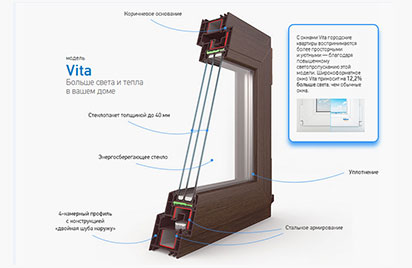 Коричневое основание
МОДЕЛЬ
Vita
Больше света и тепла
в вашем доме
С окнами Vita городские
квартиры воспринимаются
более просторными
и уютными — благодаря
повышенному
светопропусканию этой
модели. Широкоформатное
окно Vita приносит на 12,2%
больше света, чем обычные
окна.
Стеклопакет толщиной до 40 мм
Энергосберегающее стекло
Уплотнение
4-камерный профиль
с конструкцией
«двойная шуба наружу»
Стальное армирование